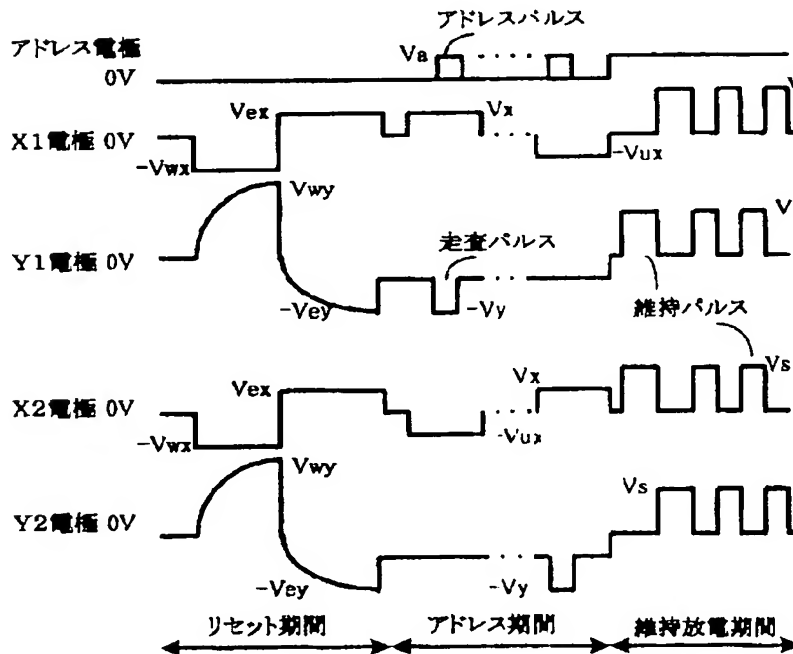 アドレスパルス
アドレス電極
0V
Va
Vex
Vx
V
X1電極 0V
-Vwx
-Vux
Vwy
V
走査パルス
Y1電極 0V
-Vey
-Vy
維持パルス
Vex
Vx
Vs
X2電極 0V
-Vwx
-Vux
Vwy
Vs
Y2電極 0V
-Vey
-Vy
リセット期間
アドレス期間
維持放電期間